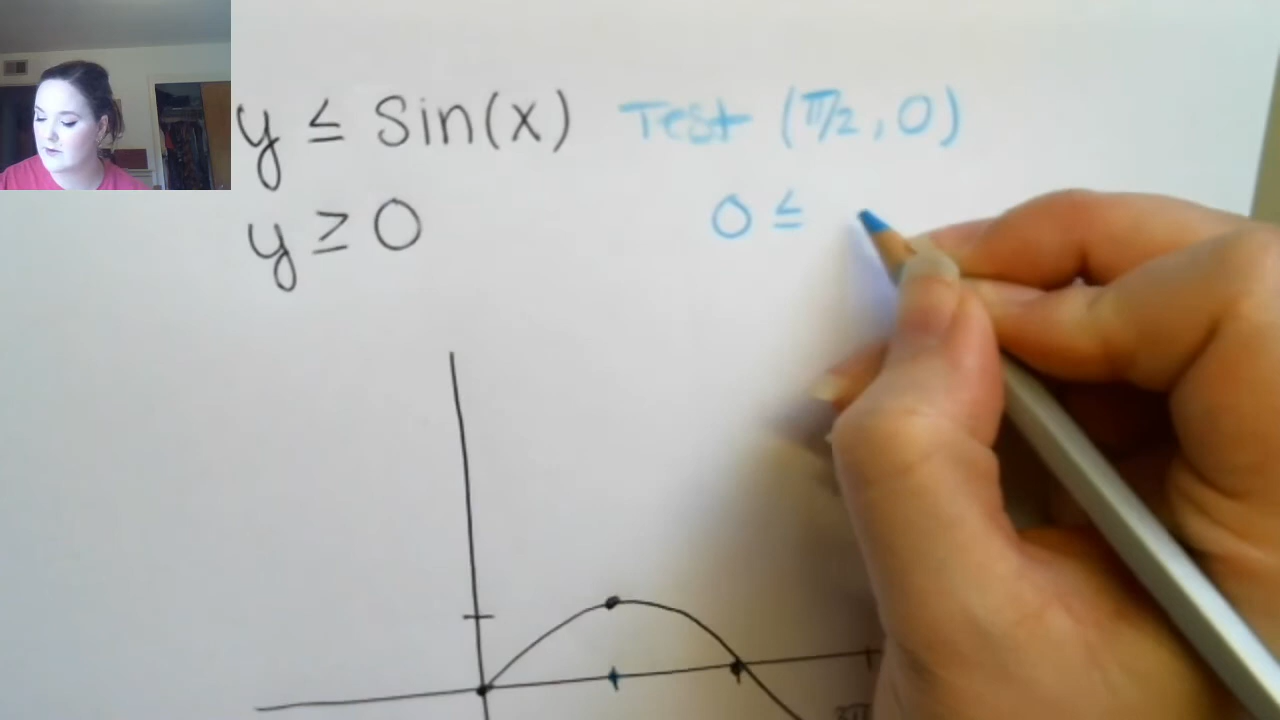 y ≤ Sin(x) Test (π/2, 0)
y ≥ 0 0 ≤